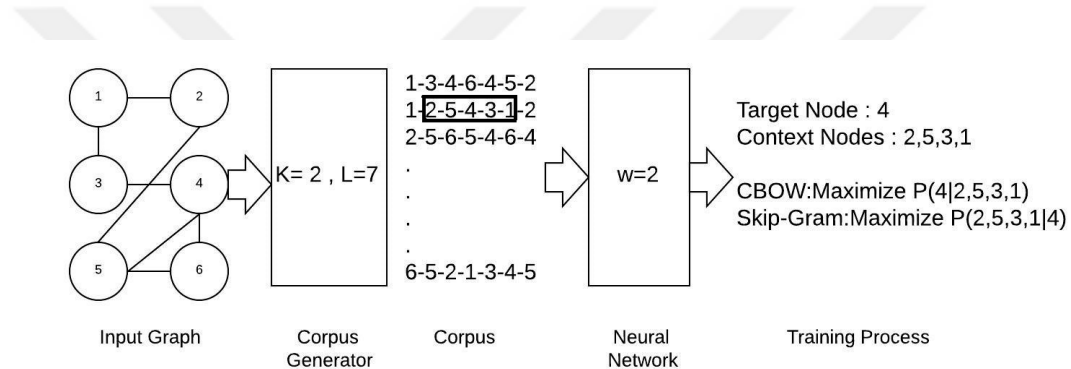 1
2
3
4
5
6
K= 2 , L=7
1-3-4-6-4-5-2
1-2-5-4-3-1-2
2-5-6-5-4-6-4
.
.
.
.
6-5-2-1-3-4-5
w=2
Target Node : 4
Context Nodes : 2,5,3,1
CBOW:Maximize P(4|2,5,3,1)
Skip-Gram:Maximize P(2,5,3,1|4)
Input Graph
Corpus
Generator
Corpus
Neural
Network
Training Process